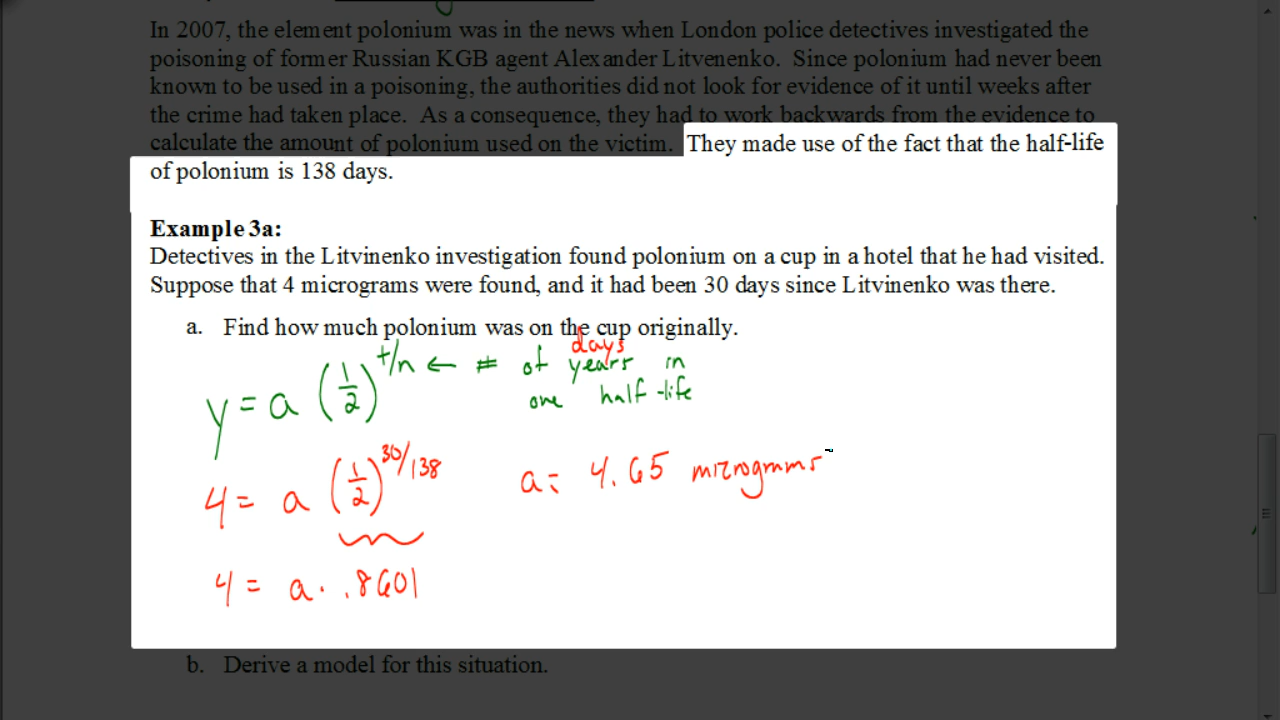 In 2007, the element polonium was in the news when London police detectives investigated the
poisoning of former Russian KGB agent Alexander Litvenenko. Since polonium had never been
known to be used in a poisoning, the authorities did not look for evidence of it until weeks after
the crime had taken place. As a consequence, they had to work backwards from the evidence to
calculate the amount of polonium used on the victim. They made use of the fact that the half-life
of polonium is 138 days.
Example 3a:
Detectives in the Litvinenko investigation found polonium on a cup in a hotel that he had visited.
Suppose that 4 micrograms were found, and it had been 30 days since Litvinenko was there.
a. Find how much polonium was on the cup originally.
days
y = a (1/2)^t/n ← # of years in
one half-life
4 = a (1/2)^30/138 a = 4.65 micrograms
4 = a · .8601
b. Derive a model for this situation.